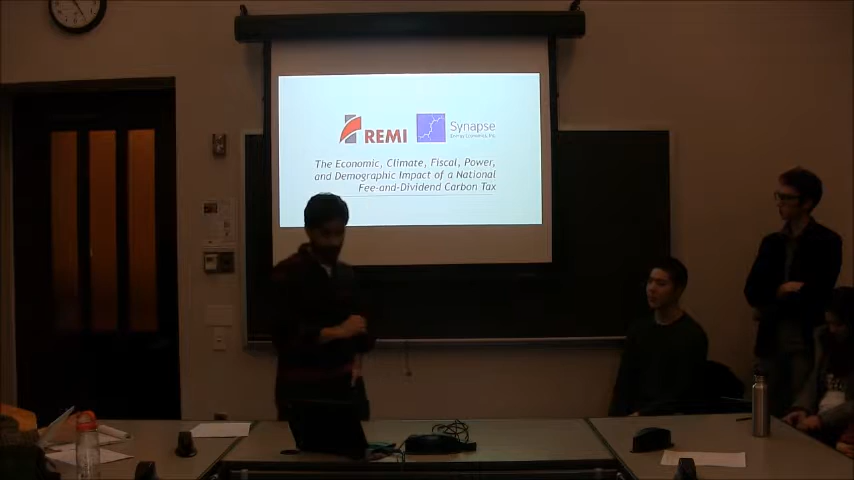 REMI
Synapse
Energy Economics, Inc.
The Economic, Climate, Fiscal, Power,
and Demographic Impact of a National
Fee-and-Dividend Carbon Tax